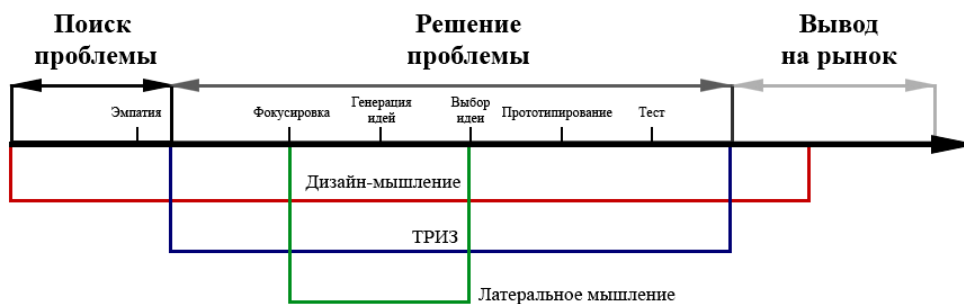 Поиск
проблемы
Решение
проблемы
Вывод
на рынок
Эмпатия
Фокусировка
Генерация
идей
Выбор
идеи
Прототипирование
Тест
Дизайн-мышление
ТРИЗ
Латеральное мышление